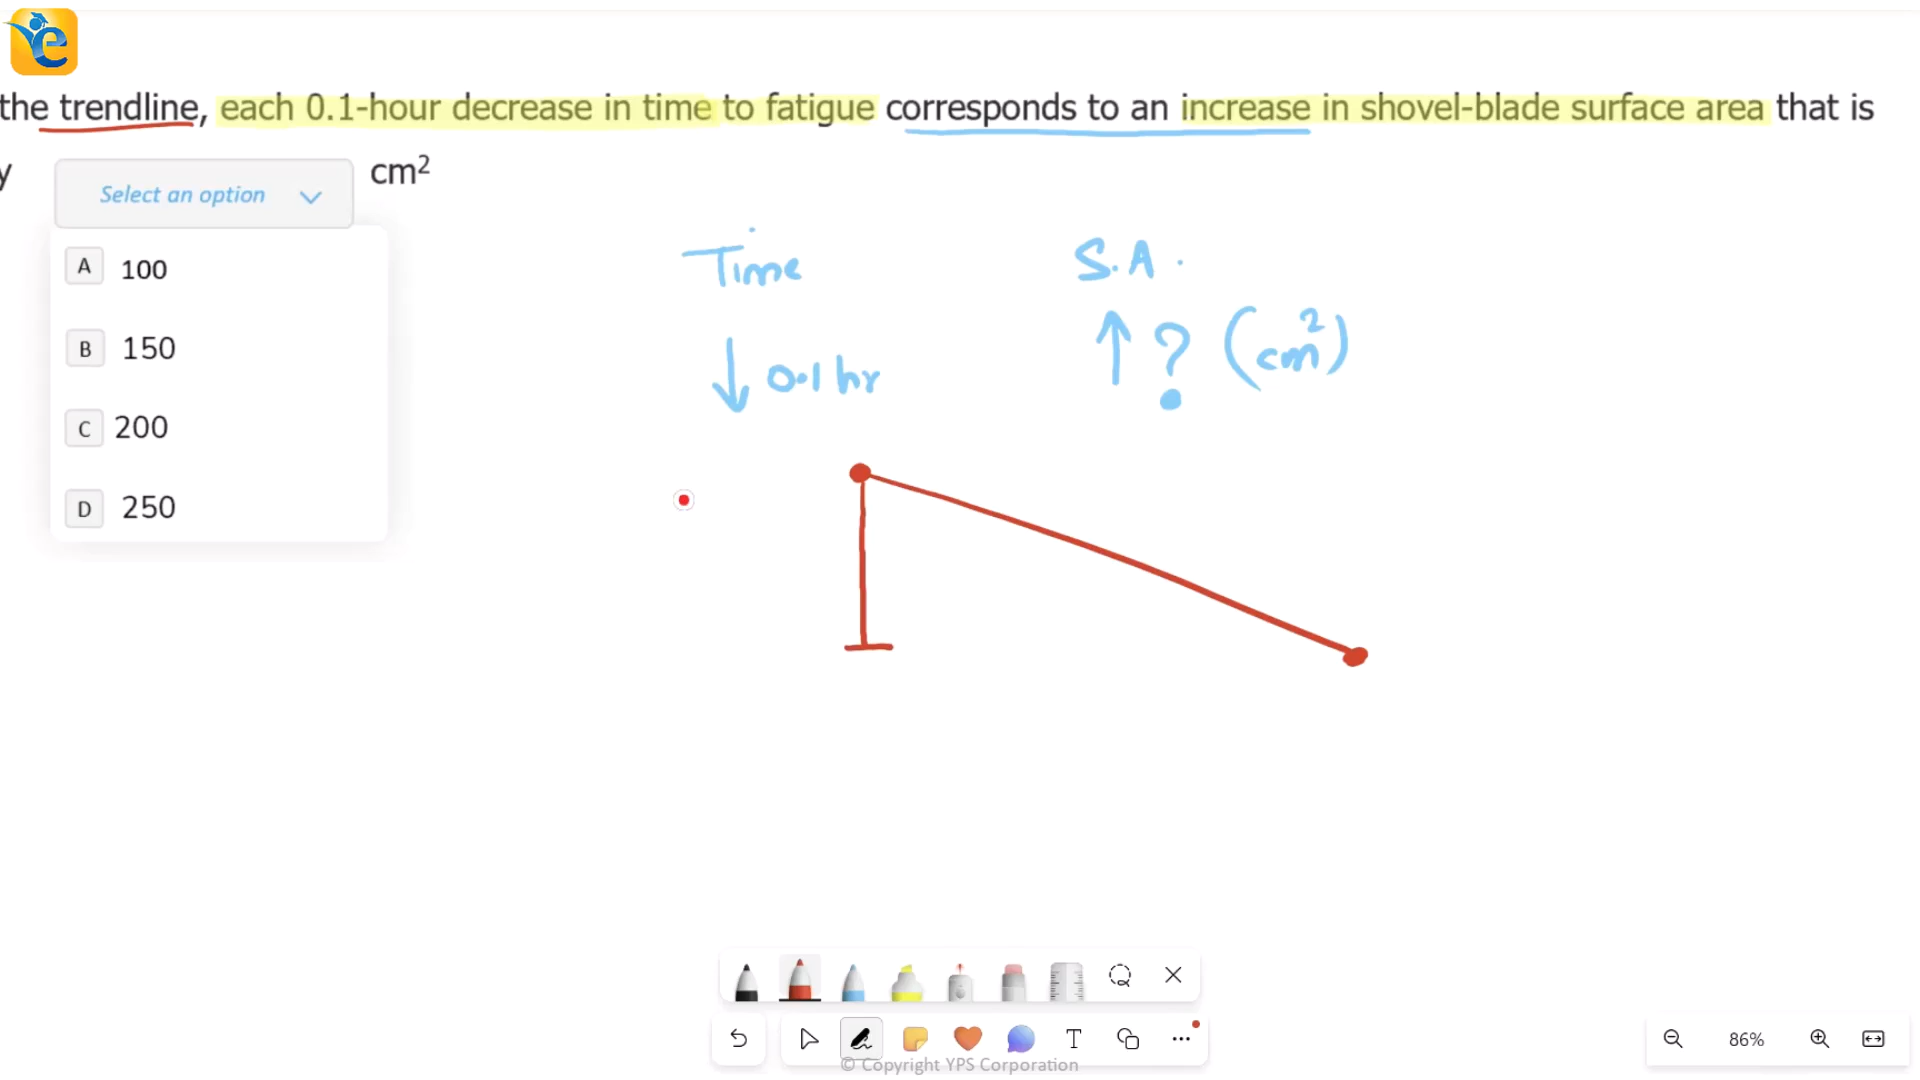 the trendline, each 0.1-hour decrease in time to fatigue corresponds to an increase in shovel-blade surface area that is
y Select an option cm²
A 100
B 150
C 200
D 250
Time S.A.
↓ 0.1 hr ↑ ? (cm²)
86%
© Copyright YPS Corporation